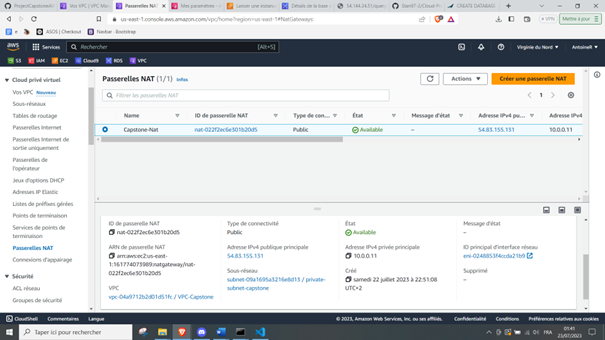 ProjectCapstoneA
Vos VPC | VPC M
Passerelles NAT
Mes paramètres
Lancer une instan
Détails de la base
54.144.243.1/quer
Start97-2/Cloud-P
CREATE DATABAS
us-east-1.console.aws.amazon.com/vpc/home?region=us-east-1#NatGateways:
VPN
Mettre à jour
e
ASDS | Checkout
Navbar · Bootstrap
aws
Services
Rechercher
[Alt+S]
Virginie du Nord
AntoineR
S3
IAM
EC2
Cloud9
RDS
VPC
Cloud privé virtuel
Vos VPC Nouveau
Sous-réseaux
Tables de routage
Passerelles Internet
Passerelles Internet de
sortie uniquement
Passerelles de
l'opérateur
Jeux d'options DHCP
Adresses IP Elastic
Listes de préfixes gérées
Points de terminaison
Services de points de
terminaison
Passerelles NAT
Connexions d'appairage
Sécurité
ACL réseau
Groupes de sécurité
Passerelles NAT (1/1) Infos
Actions
Créer une passerelle NAT
Filtrer les passerelles NAT
1
Name
ID de passerelle NAT
Type de con...
État
Message d'état
Adresse IPv4 pu...
Adresse IPv4
Capstone-Nat
nat-022f2ec6e301b20d5
Public
Available
–
54.83.155.131
10.0.0.11
ID de passerelle NAT
nat-022f2ec6e301b20d5
Type de connectivité
Public
État
Available
Message d'état
–
ARN de passerelle NAT
arn:aws:ec2:us-east-
1:161774073989:natgateway/nat-
022f2ec6e301b20d5
Adresse IPv4 publique principale
54.83.155.131
Adresse IPv4 privée principale
10.0.0.11
ID principal d'interface réseau
eni-0248853f4ccda21b9
VPC
vpc-04a9712b2d01d51fc / VPC-Capstone
Sous-réseau
subnet-09a1695a3216e8d13 / private-
subnet-capstone
Créé
samedi 22 juillet 2023 à 22:51:08
UTC+2
Supprimé
–
CloudShell
Commentaires
Langue
© 2023, Amazon Web Services, Inc. ou ses affiliés.
Confidentialité
Conditions
Préférences relatives aux cookies
Taper ici pour rechercher
FRA
01:41
23/07/2023